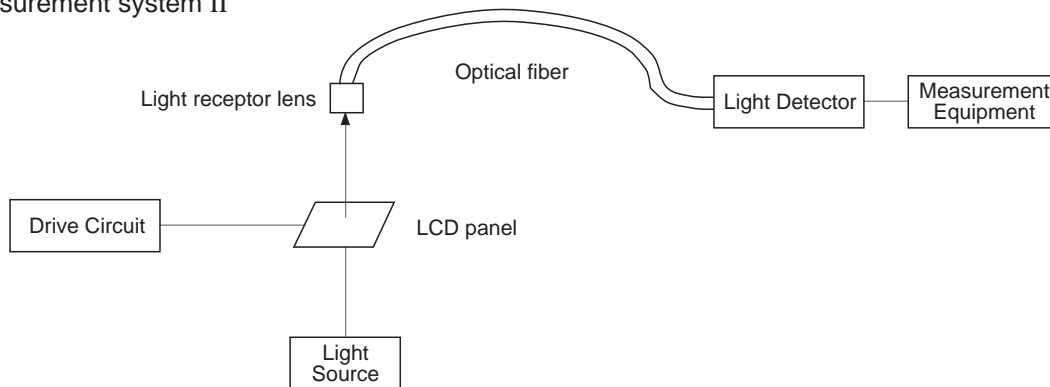 surement system II
Optical fiber
Light receptor lens
Light Detector
Measurement
Equipment
Drive Circuit
LCD panel
Light
Source